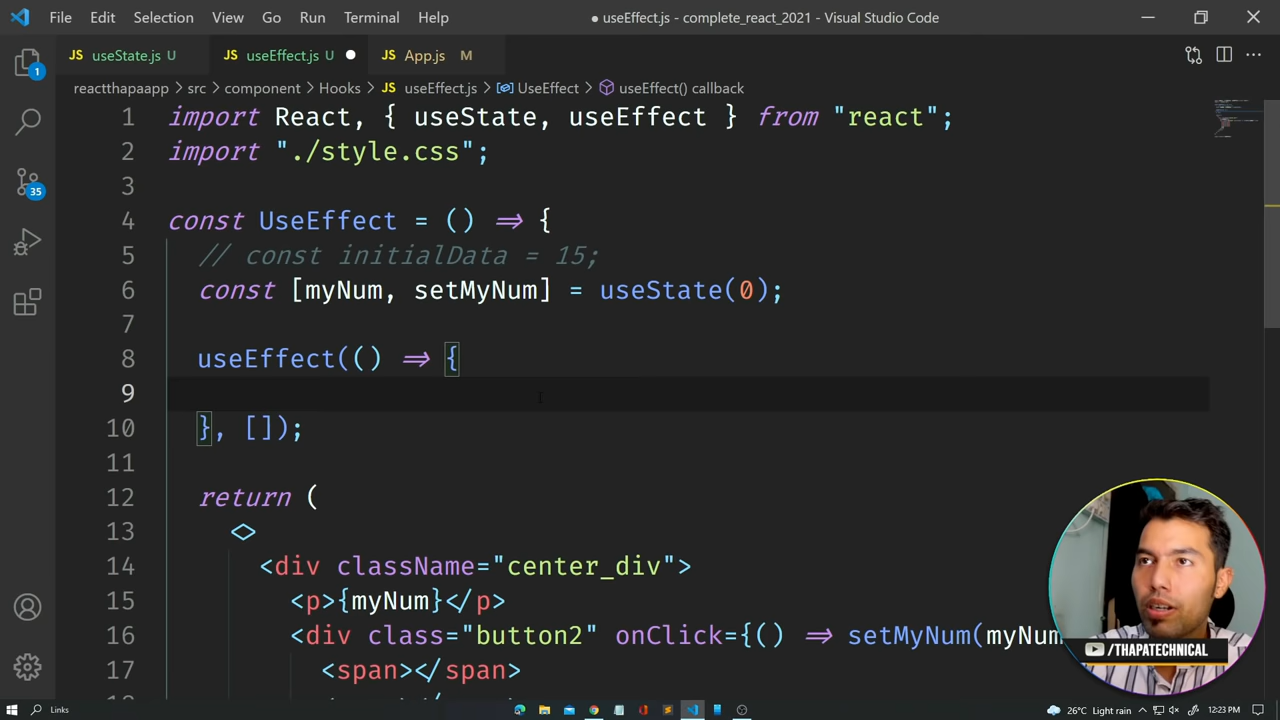 File Edit Selection View Go Run Terminal Help
● useEffect.js - complete_react_2021 - Visual Studio Code
JS useState.js U
JS useEffect.js U ●
JS App.js M
reactthapaapp > src > component > Hooks > JS useEffect.js > UseEffect > useEffect() callback
1
35
1 import React, { useState, useEffect } from "react";
2 import "./style.css";
3
4 const UseEffect = () => {
5 // const initialData = 15;
6 const [myNum, setMyNum] = useState(0);
7
8 useEffect(() => {
9
10 }, []);
11
12 return (
13 <>
14 <div className="center_div">
15 <p>{myNum}</p>
16 <div class="button2" onClick={() => setMyNum(myNum
17 <span></span>
/THAPATECHNICAL
Links
26°C Light rain
12:23 PM